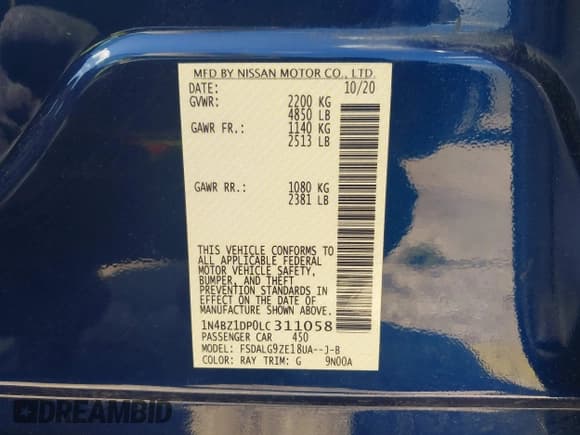 MFD BY NISSAN MOTOR CO., LTD.
DATE: 10/20
GVWR: 2200 KG
4850 LB
GAWR FR.: 1140 KG
2513 LB
GAWR RR.: 1080 KG
2381 LB
THIS VEHICLE CONFORMS TO
ALL APPLICABLE FEDERAL
MOTOR VEHICLE SAFETY,
BUMPER, AND THEFT
PREVENTION STANDARDS IN
EFFECT ON THE DATE OF
MANUFACTURE SHOWN ABOVE.
1N4BZ1DP0LC311058
PASSENGER CAR 450
MODEL: FSDALG9ZE18UA--J-B
COLOR: RAY TRIM: G 9N00A
DREAMBID